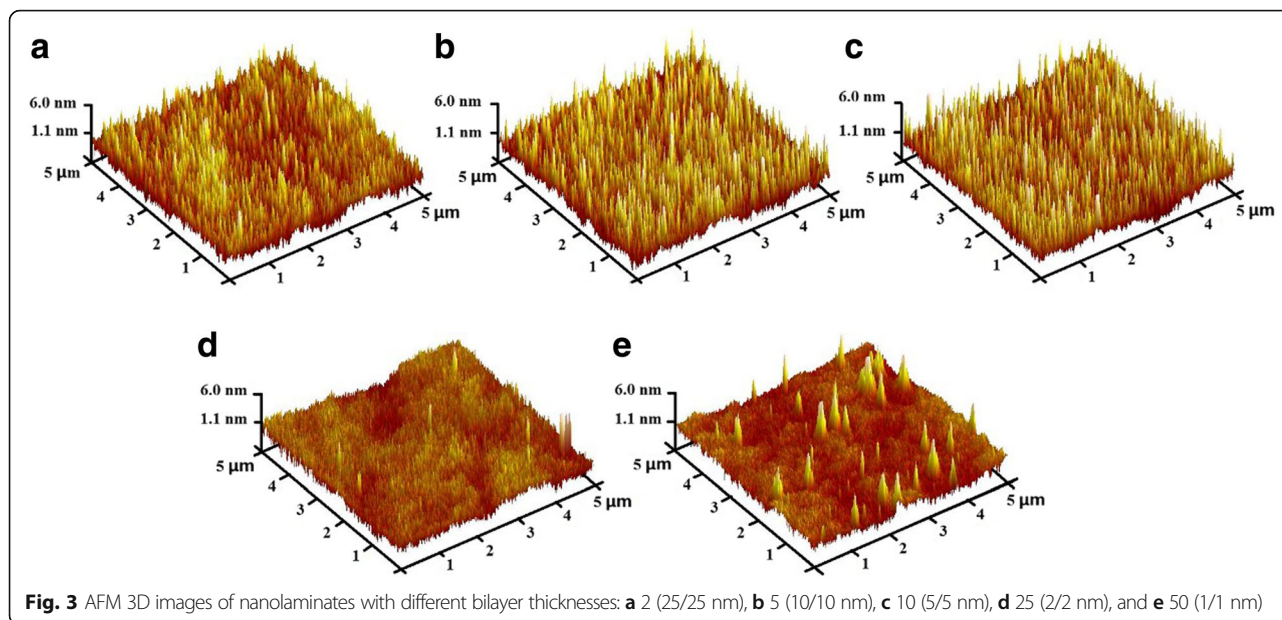 a
b
c
6.0 nm
1.1 nm
5 µm
4
3
2
1
1
2
3
4
5 µm
6.0 nm
1.1 nm
5 µm
4
3
2
1
1
2
3
4
5 µm
6.0 nm
1.1 nm
5 µm
4
3
2
1
1
2
3
4
5 µm
d
e
6.0 nm
1.1 nm
5 µm
4
3
2
1
1
2
3
4
5 µm
6.0 nm
1.1 nm
5 µm
4
3
2
1
1
2
3
4
5 µm
Fig. 3 AFM 3D images of nanolaminates with different bilayer thicknesses: a 2 (25/25 nm), b 5 (10/10 nm), c 10 (5/5 nm), d 25 (2/2 nm), and e 50 (1/1 nm)